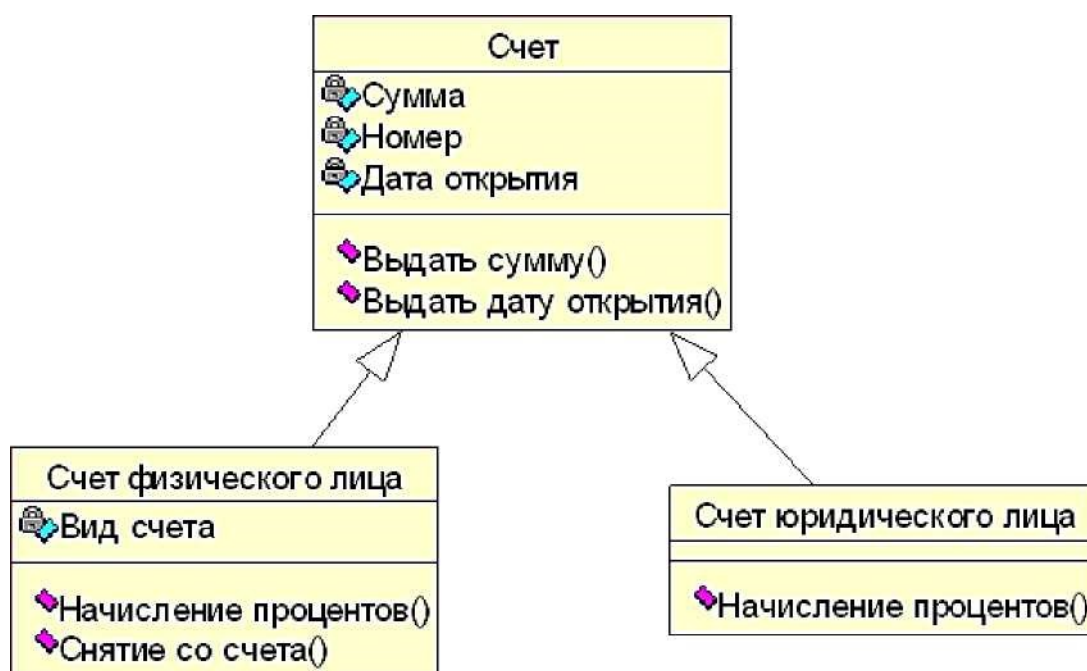 Счет
Сумма
Номер
Дата открытия
Выдать сумму()
Выдать дату открытия()
Счет физического лица
Вид счета
Начисление процентов()
Снятие со счета()
Счет юридического лица
Начисление процентов()